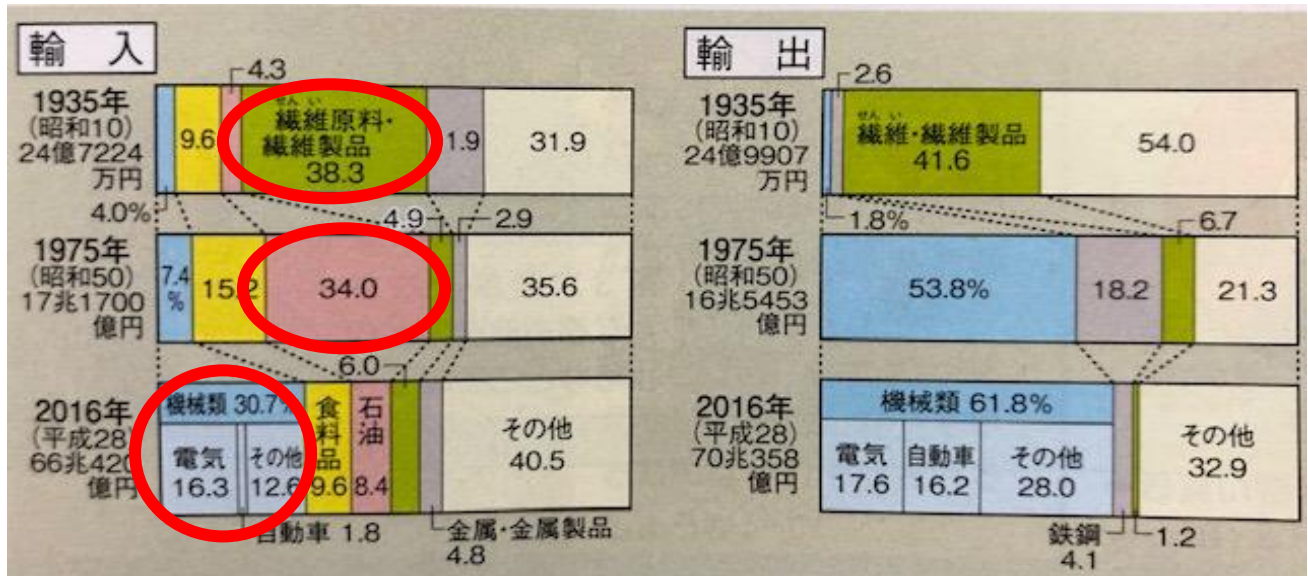 輸入
4.3
1935年
(昭和10)
24億7224
万円
9.6
せんい
繊維原料・
繊維製品
38.3
1.9
31.9
4.0%
4.9
2.9
1975年
(昭和50)
17兆1700
億円
7.4
%
15.2
34.0
35.6
6.0
2016年
(平成28)
66兆420
億円
機械類 30.7%
電気
16.3
その他
12.6
食料品
9.6
石油
8.4
その他
40.5
自動車 1.8
金属・金属製品
4.8
輸出
2.6
1935年
(昭和10)
24億9907
万円
せんい
繊維・繊維製品
41.6
54.0
1.8%
6.7
1975年
(昭和50)
16兆5453
億円
53.8%
18.2
21.3
2016年
(平成28)
70兆358
億円
機械類 61.8%
電気
17.6
自動車
16.2
その他
28.0
その他
32.9
鉄鋼
4.1
1.2